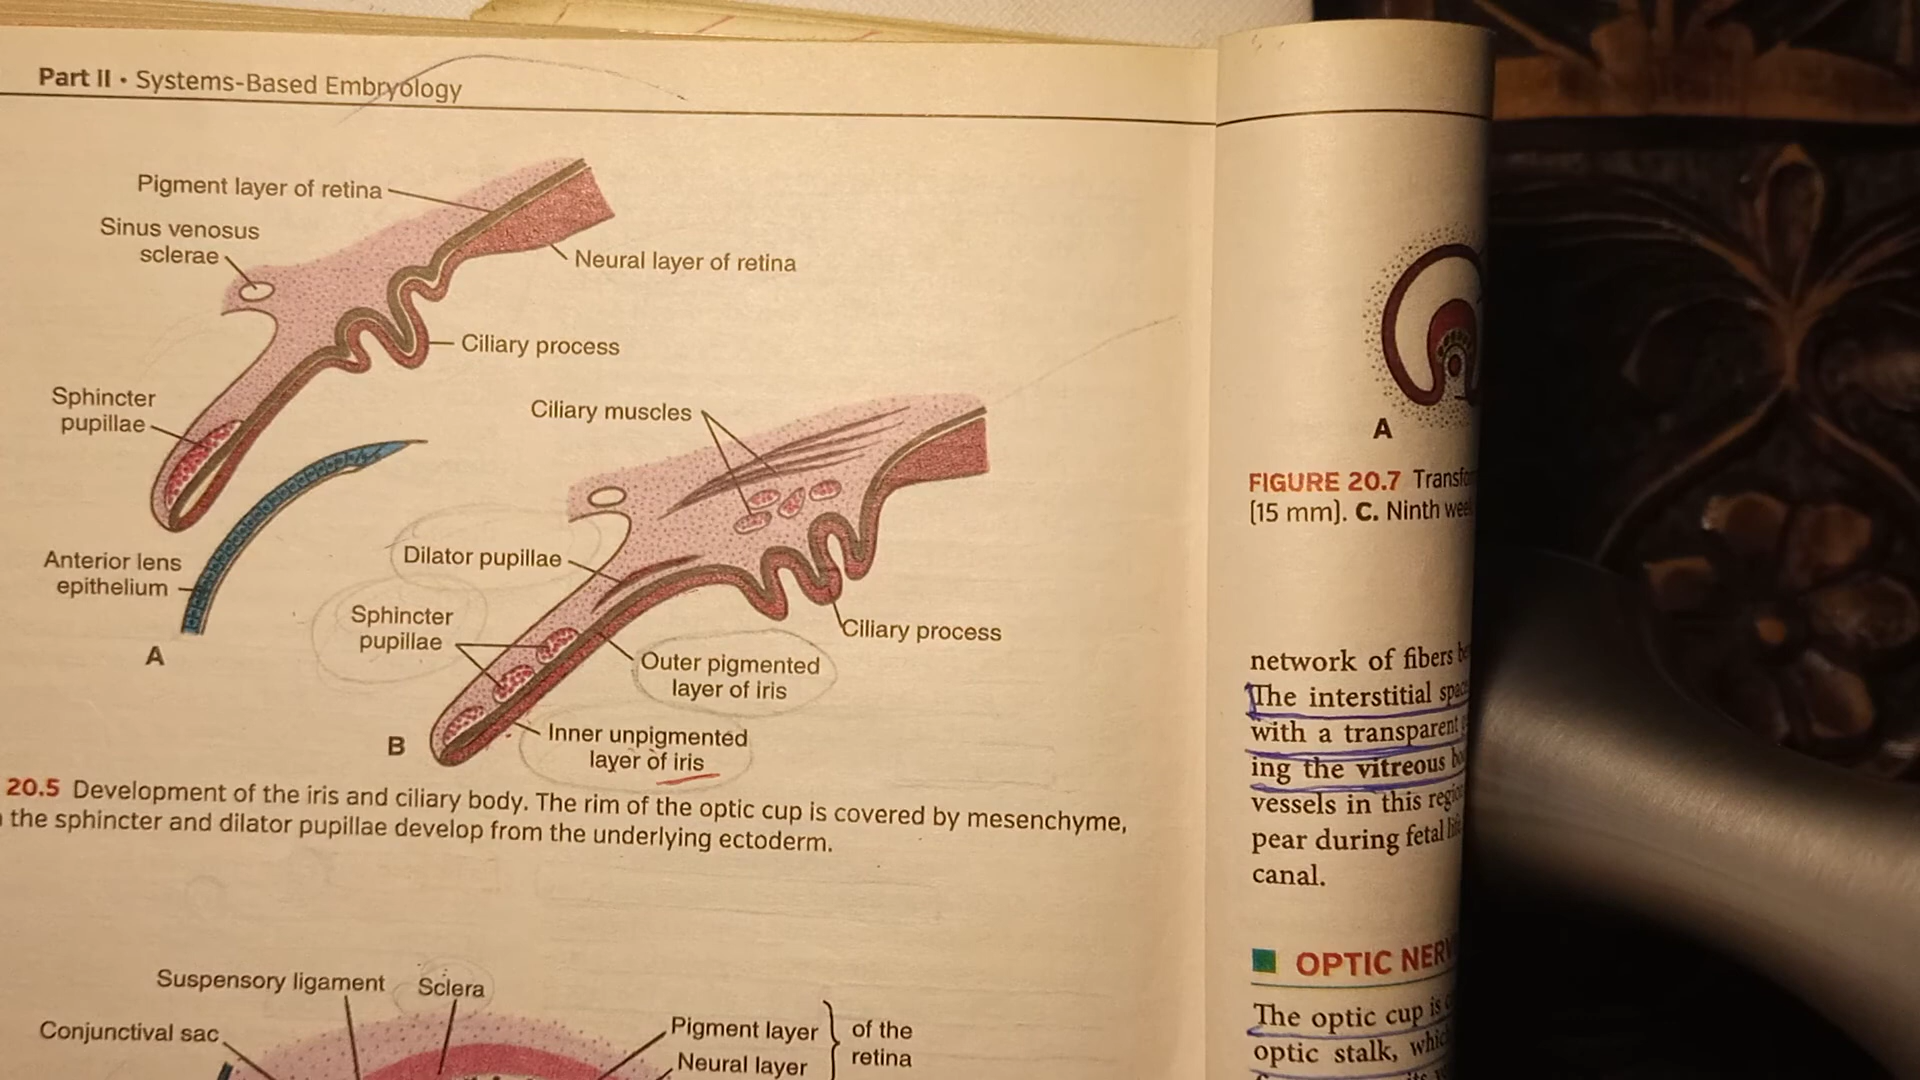 Part II • Systems-Based Embryology
Pigment layer of retina
Sinus venosus
sclerae
Neural layer of retina
Ciliary process
Sphincter
pupillae
Anterior lens
epithelium
A
Ciliary muscles
Dilator pupillae
Sphincter
pupillae
Ciliary process
Outer pigmented
layer of iris
Inner unpigmented
layer of iris
B
20.5 Development of the iris and ciliary body. The rim of the optic cup is covered by mesenchyme,
the sphincter and dilator pupillae develop from the underlying ectoderm.
Suspensory ligament
Sclera
Conjunctival sac
Pigment layer
Neural layer
of the
retina
A
FIGURE 20.7
(15 mm). C. Ninth
network of fibers
The interstitial
with a transparent
ing the vitreous
vessels in this
pear during fetal
canal.
OPTIC
The optic cup is
optic stalk,